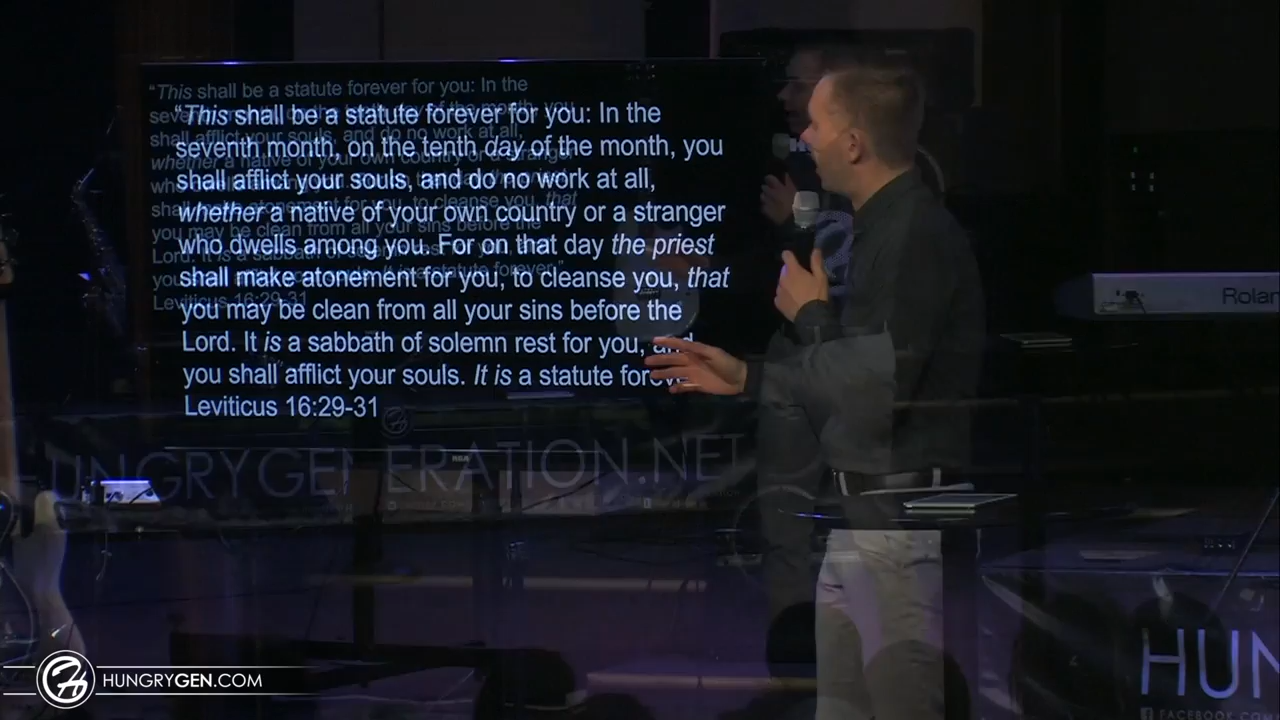 “This shall be a statute forever for you: In the
seventh month, on the tenth day of the month, you
shall afflict your souls, and do no work at all,
whether a native of your own country or a stranger
who dwells among you. For on that day the priest
shall make atonement for you, to cleanse you, that
you may be clean from all your sins before the
Lord. It is a sabbath of solemn rest for you, and
you shall afflict your souls. It is a statute
Leviticus 16:29-31
Rolan
UNGRYGENERATION.NET
HUN
FACEBOOK.COM
HUNGRYGEN.COM